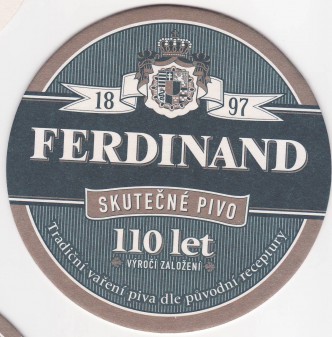 18 97
FERDINAND
SKUTEČNÉ PIVO
110 let
VÝROČÍ ZALOŽENÍ
Tradiční vaření piva dle původní receptury